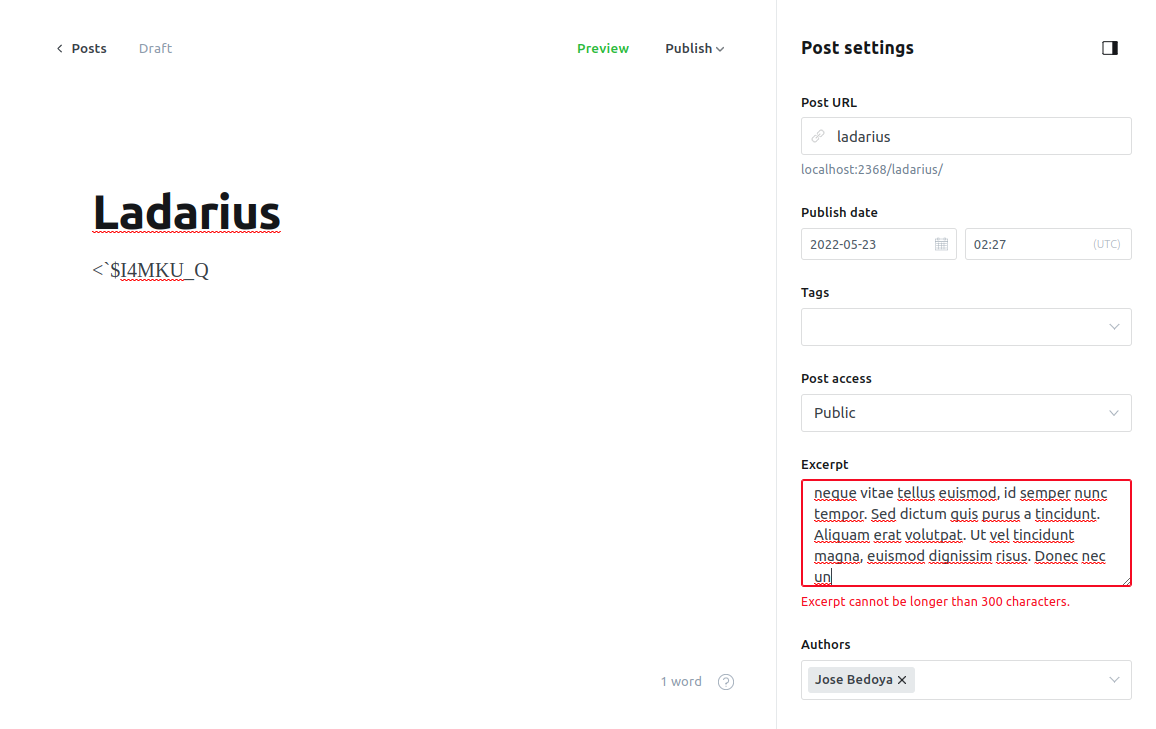 Posts
Draft
Preview
Publish
Ladarius
<`$I4MKU_Q
1 word
?
Post settings
Post URL
ladarius
localhost:2368/ladarius/
Publish date
2022-05-23
02:27
(UTC)
Tags
Post access
Public
Excerpt
neque vitae tellus euismod, id semper nunc
tempor. Sed dictum quis purus a tincidunt.
Aliquam erat volutpat. Ut vel tincidunt
magna, euismod dignissim risus. Donec nec
un
Excerpt cannot be longer than 300 characters.
Authors
Jose Bedoya ×